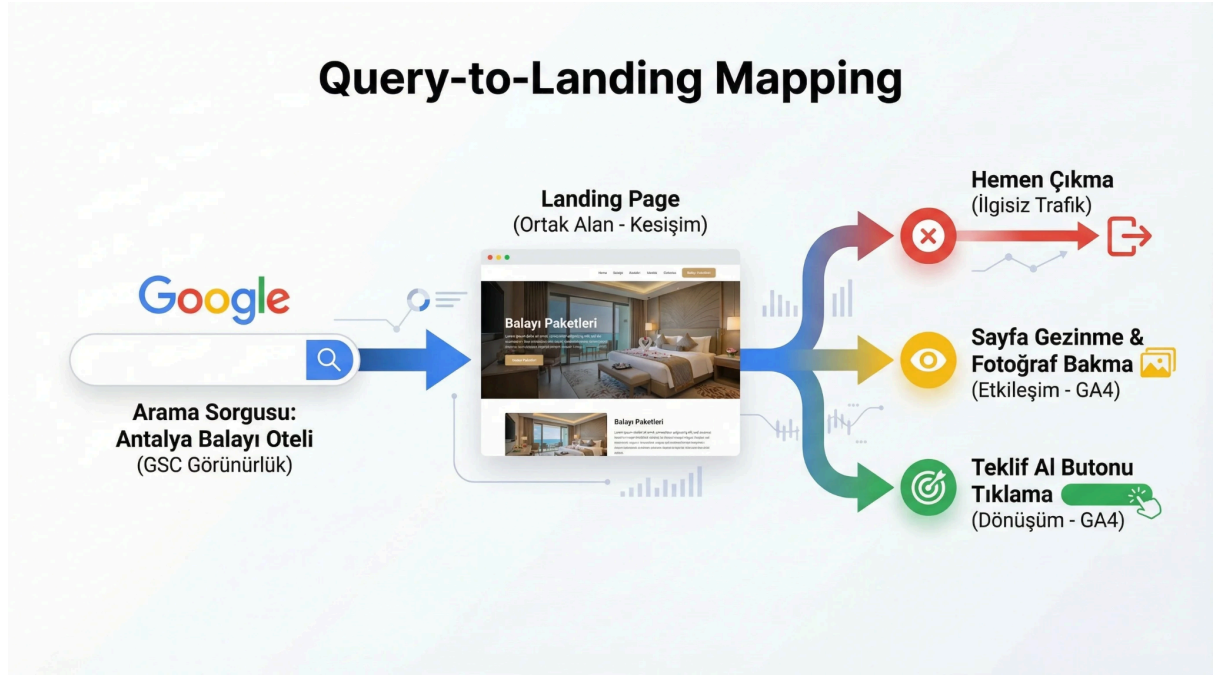 Query-to-Landing Mapping
Google
Arama Sorgusu:
Antalya Balayı Oteli
(GSC Görünürlük)
Landing Page
(Ortak Alan - Kesişim)
Home
Balayı Paketleri
Balayı Paketleri
Hemen Çıkma
(İlgisiz Trafik)
Sayfa Gezinme &
Fotoğraf Bakma
(Etkileşim - GA4)
Teklif Al Butonu
Tıklama
(Dönüşüm - GA4)